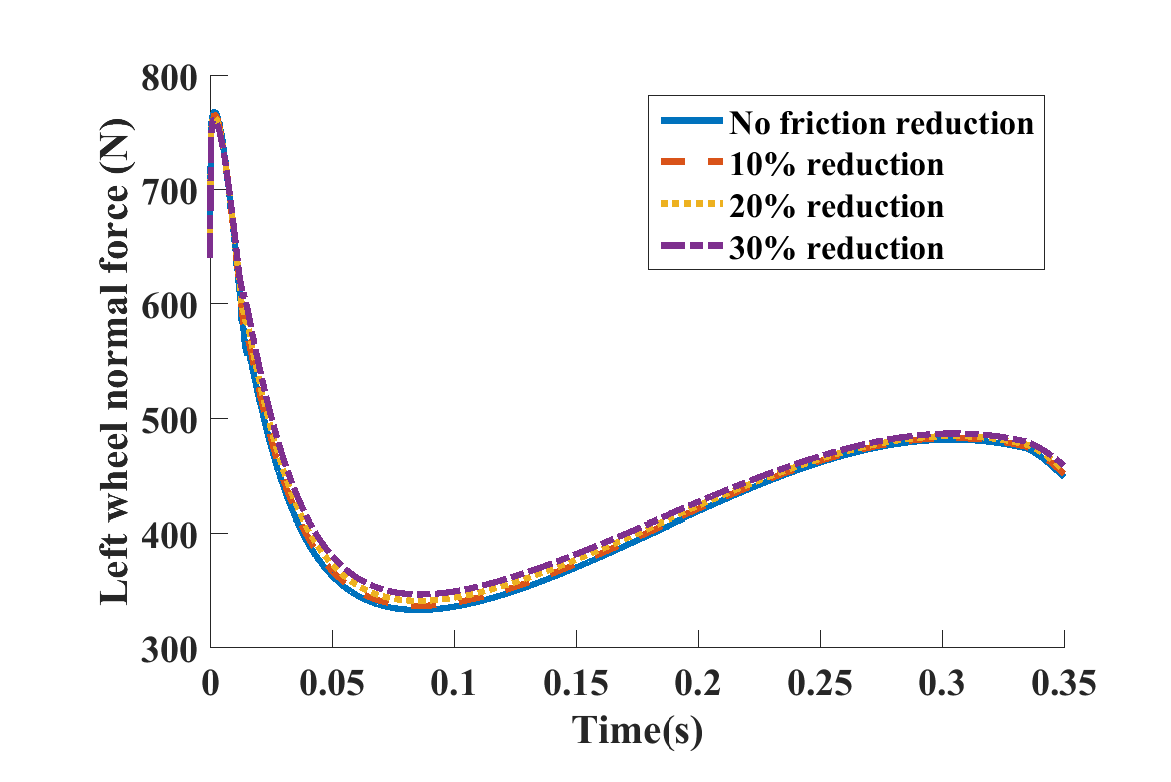 800
700
600
500
400
300
Left wheel normal force (N)
No friction reduction
10% reduction
20% reduction
30% reduction
0 0.05 0.1 0.15 0.2 0.25 0.3 0.35
Time(s)